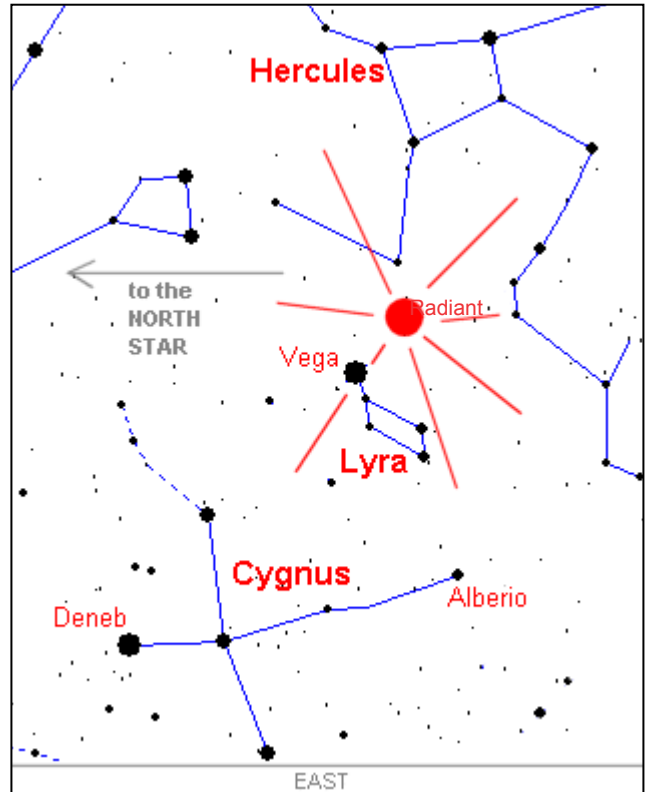 Hercules
to the
NORTH
STAR
Radiant
Vega
Lyra
Cygnus
Alberio
Deneb
EAST